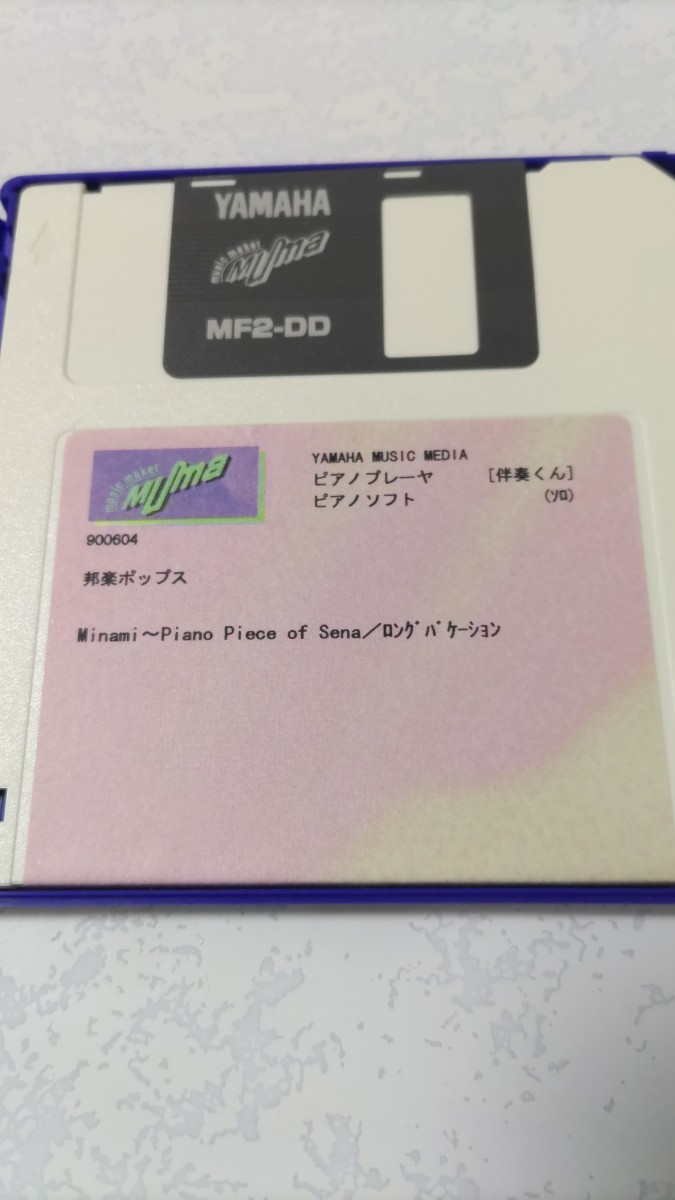 YAMAHA
music maker
Muma
MF2-DD
music maker
Muma
YAMAHA MUSIC MEDIA
ピアノプレーヤ [伴奏くん]
ピアノソフト (ｿﾛ)
900604
邦楽ポップス
Minami～Piano Piece of Sena／ﾛﾝｸﾞﾊﾞｹｰｼｮﾝ